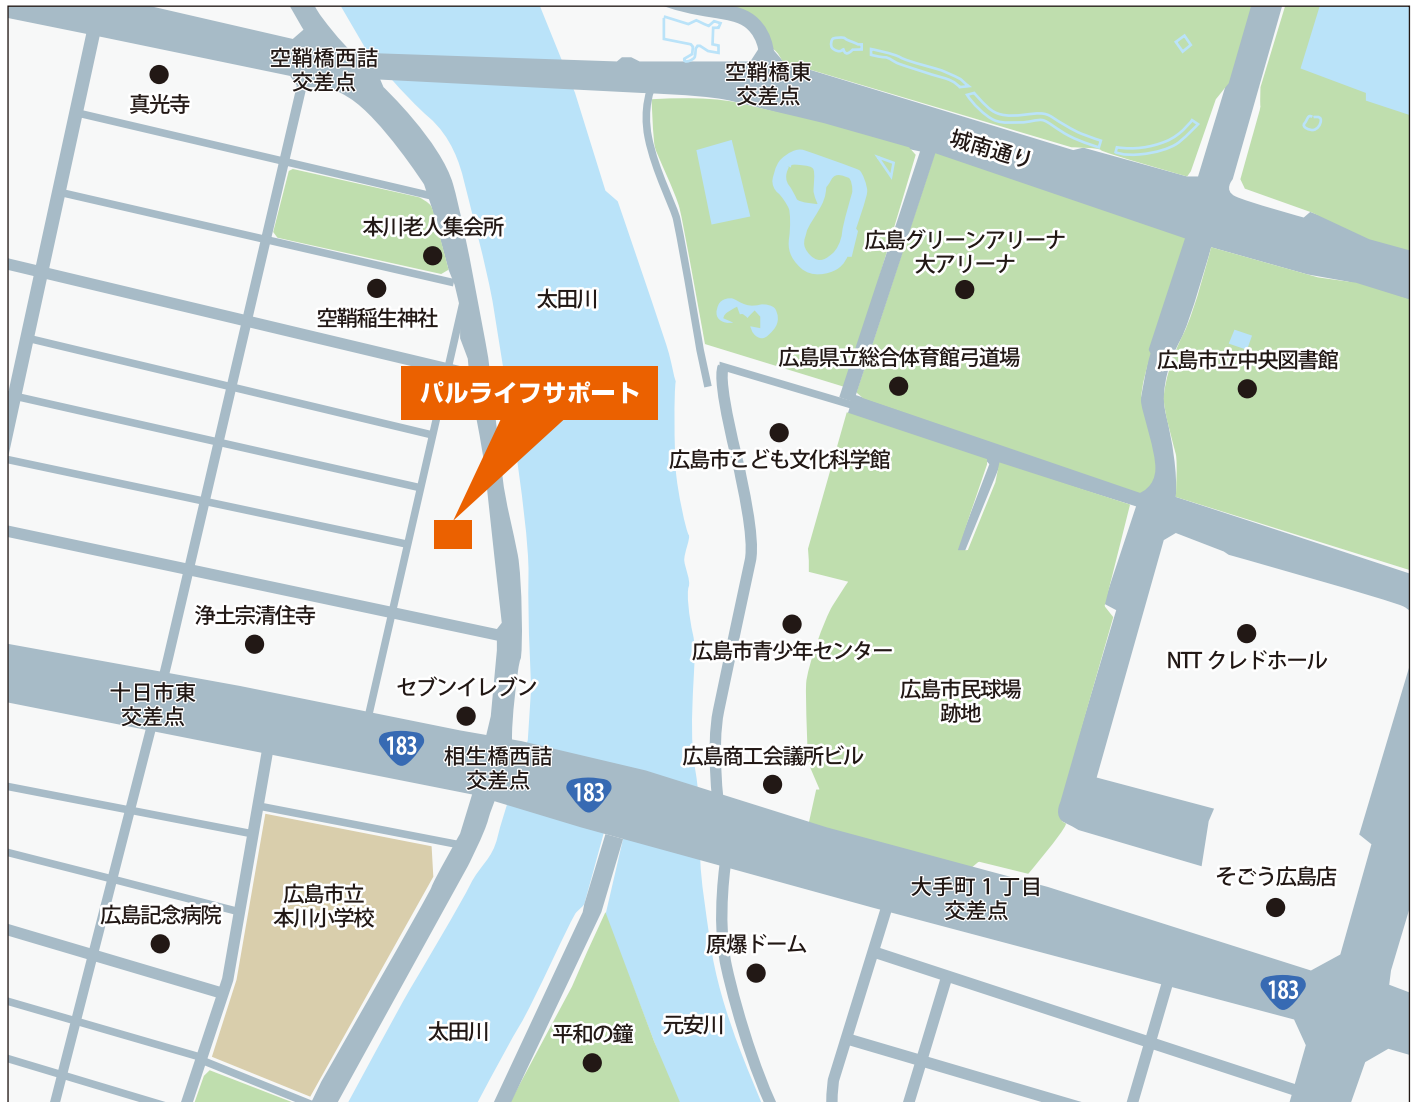 空鞘橋西詰
交差点
真光寺
空鞘橋東
交差点
城南通り
本川老人集会所
空鞘稲生神社
太田川
広島グリーンアリーナ
大アリーナ
広島県立総合体育館弓道場
広島市立中央図書館
パルライフサポート
広島市こども文化科学館
浄土宗清住寺
広島市青少年センター
NTT クレドホール
十日市東
交差点
セブンイレブン
広島市民球場
跡地
183
相生橋西詰
交差点
183
広島商工会議所ビル
広島市立
本川小学校
広島記念病院
大手町 1 丁目
交差点
そごう広島店
原爆ドーム
183
太田川
平和の鐘
元安川